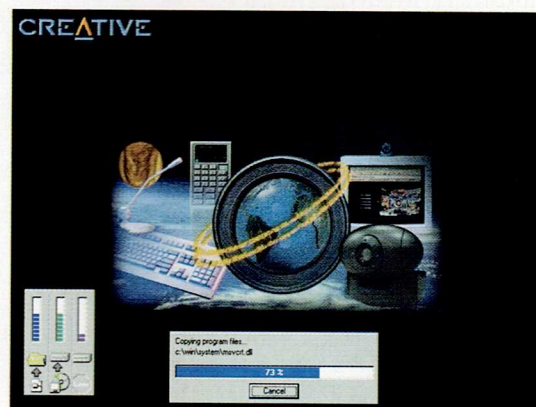 CREATIVE
Copying program files...
c:\win\system\msvcrt.dll
73 %
Cancel